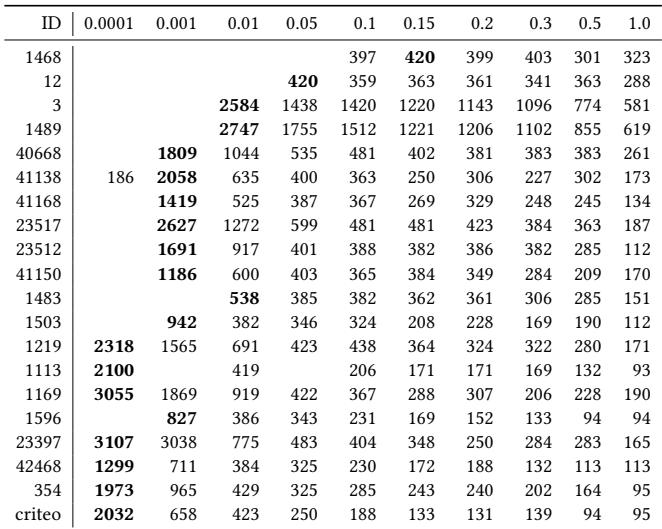 ID 0.0001 0.001 0.01 0.05 0.1 0.15 0.2 0.3 0.5 1.0
1468 397 420 399 403 301 323
12 420 359 363 361 341 363 288
3 2584 1438 1420 1220 1143 1096 774 581
1489 2747 1755 1512 1221 1206 1102 855 619
40668 1809 1044 535 481 402 381 383 383 261
41138 186 2058 635 400 363 250 306 227 302 173
41168 1419 525 387 367 269 329 248 245 134
23517 2627 1272 599 481 481 423 384 363 187
23512 1691 917 401 388 382 386 382 285 112
41150 1186 600 403 365 384 349 284 209 170
1483 538 385 382 362 361 306 285 151
1503 942 382 346 324 208 228 169 190 112
1219 2318 1565 691 423 438 364 324 322 280 171
1113 2100 419 206 171 171 169 132 93
1169 3055 1869 919 422 367 288 307 206 228 190
1596 827 386 343 231 169 152 133 94 94
23397 3107 3038 775 483 404 348 250 284 283 165
42468 1299 711 384 325 230 172 188 132 113 113
354 1973 965 429 325 285 243 240 202 164 95
criteo 2032 658 423 250 188 133 131 139 94 95